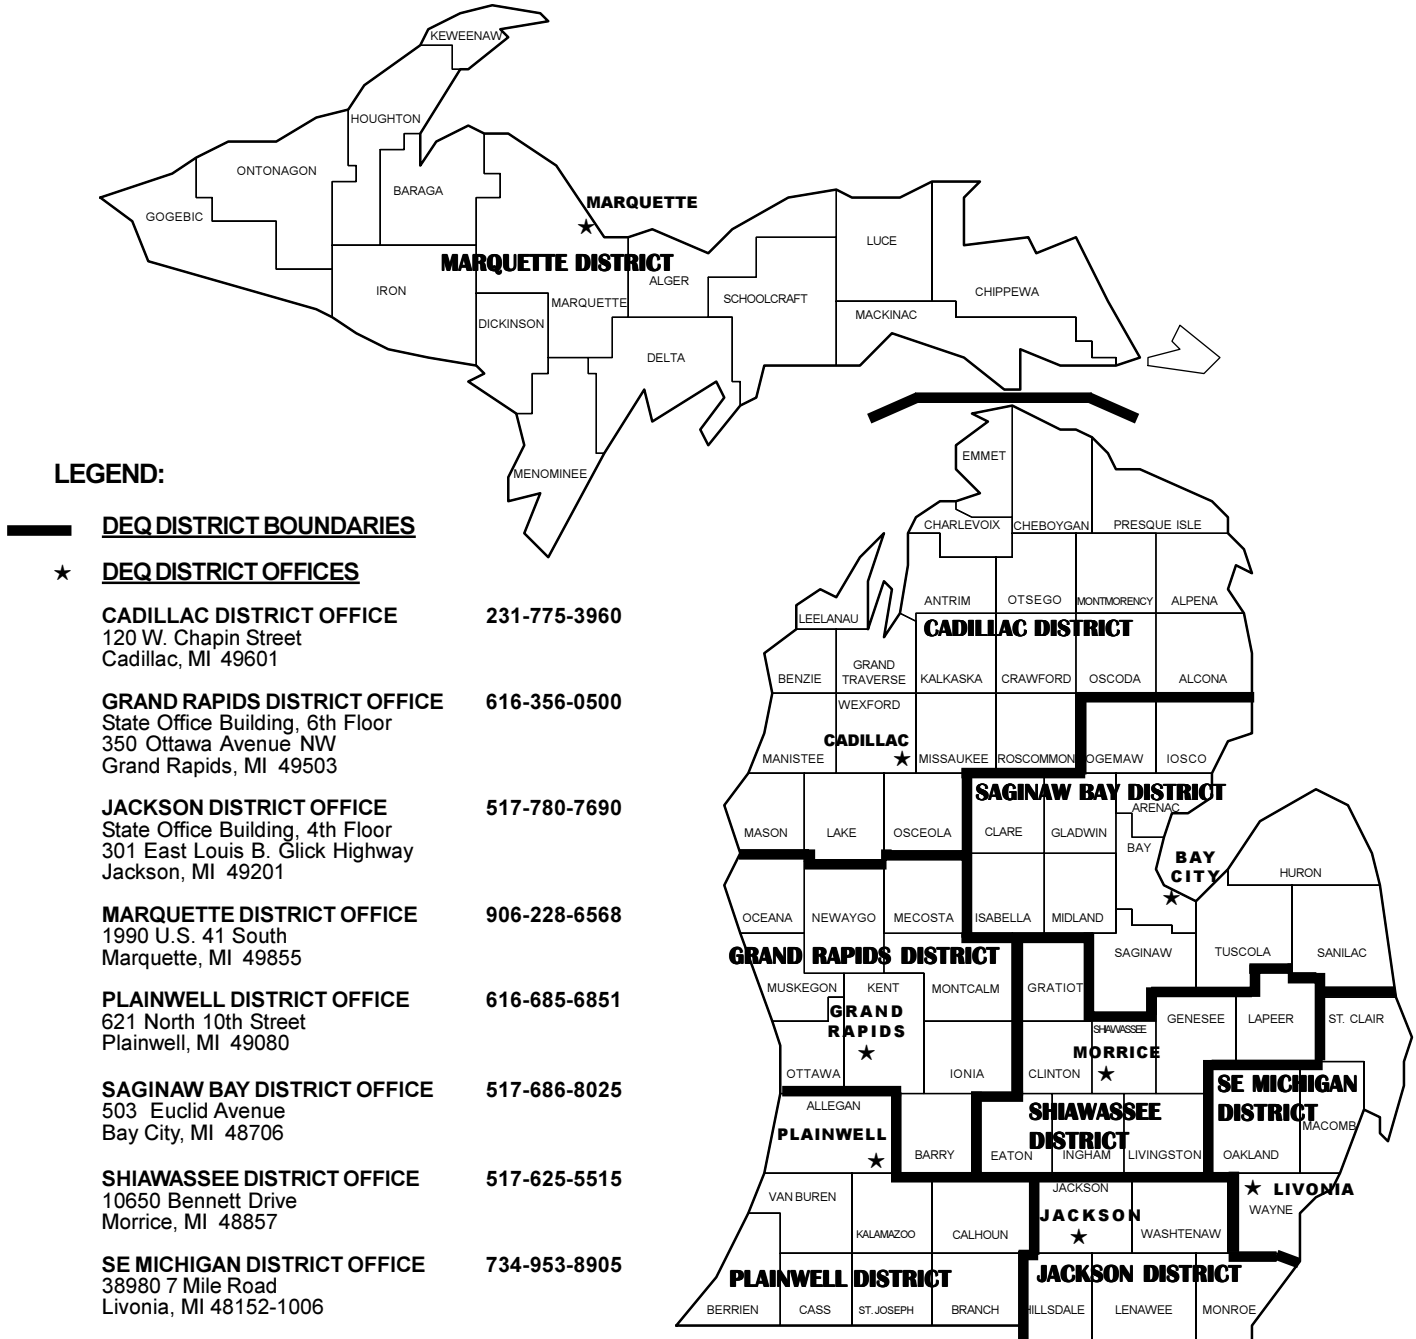 KEWEENAW
HOUGHTON
ONTONAGON
BARAGA
GOGEBIC
MARQUETTE
LUCE
MARQUETTE DISTRICT
IRON
ALGER
CHIPPEWA
MARQUETTE
SCHOOLCRAFT
DICKINSON
MACKINAC
DELTA
MENOMINEE
LEGEND:
DEQ DISTRICT BOUNDARIES
DEQ DISTRICT OFFICES
CADILLAC DISTRICT OFFICE 231-775-3960
120 W. Chapin Street
Cadillac, MI 49601
GRAND RAPIDS DISTRICT OFFICE 616-356-0500
State Office Building, 6th Floor
350 Ottawa Avenue NW
Grand Rapids, MI 49503
JACKSON DISTRICT OFFICE 517-780-7690
State Office Building, 4th Floor
301 East Louis B. Glick Highway
Jackson, MI 49201
MARQUETTE DISTRICT OFFICE 906-228-6568
1990 U.S. 41 South
Marquette, MI 49855
PLAINWELL DISTRICT OFFICE 616-685-6851
621 North 10th Street
Plainwell, MI 49080
SAGINAW BAY DISTRICT OFFICE 517-686-8025
503 Euclid Avenue
Bay City, MI 48706
SHIAWASSEE DISTRICT OFFICE 517-625-5515
10650 Bennett Drive
Morrice, MI 48857
SE MICHIGAN DISTRICT OFFICE 734-953-8905
38980 7 Mile Road
Livonia, MI 48152-1006
EMMET
CHARLEVOIX CHEBOYGAN PRESQUE ISLE
ANTRIM OTSEGO MONTMORENCY ALPENA
LEELANAU
CADILLAC DISTRICT
GRAND
TRAVERSE
BENZIE KALKASKA CRAWFORD OSCODA ALCONA
WEXFORD
CADILLAC
MANISTEE MISSAUKEE ROSCOMMON OGEMAW IOSCO
SAGINAW BAY DISTRICT
ARENAC
MASON LAKE OSCEOLA CLARE GLADWIN
BAY
BAY
CITY
HURON
OCEANA NEWAYGO MECOSTA ISABELLA MIDLAND
GRAND RAPIDS DISTRICT
SAGINAW TUSCOLA SANILAC
MUSKEGON KENT MONTCALM GRATIOT
GRAND
RAPIDS
SHIAWASSEE
GENESEE LAPEER ST. CLAIR
MORRICE
OTTAWA IONIA CLINTON
SE MICHIGAN
DISTRICT
ALLEGAN
SHIAWASSEE
DISTRICT
MACOMB
PLAINWELL
BARRY EATON INGHAM LIVINGSTON OAKLAND
VAN BUREN
JACKSON
LIVONIA
WAYNE
JACKSON
KALAMAZOO CALHOUN WASHTENAW
PLAINWELL DISTRICT JACKSON DISTRICT
BERRIEN CASS ST. JOSEPH BRANCH HILLSDALE LENAWEE MONROE